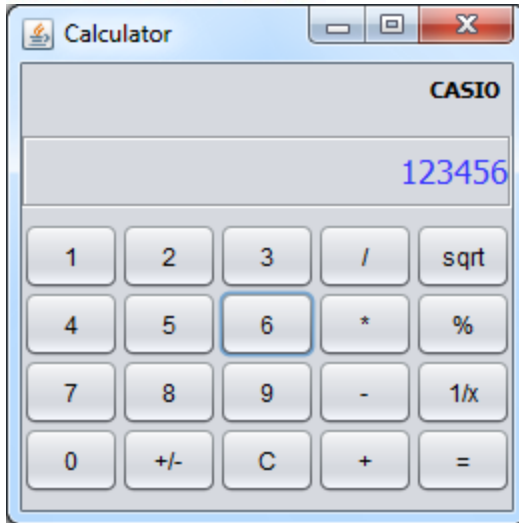 Calculator
CASIO
123456
1 2 3 / sqrt
4 5 6 * %
7 8 9 - 1/x
0 +/- C + =